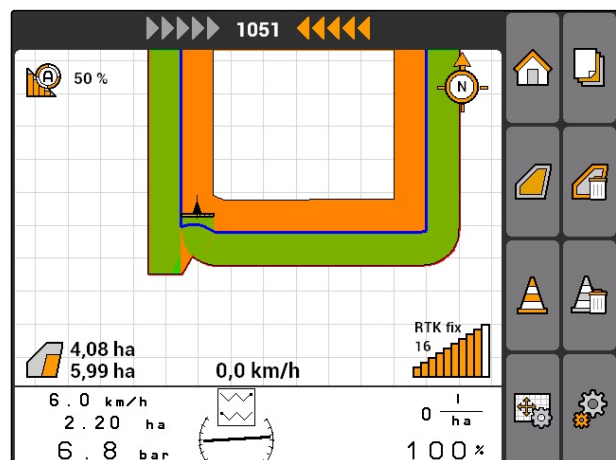 1051
A 50 %
N
4,08 ha
5,99 ha
0,0 km/h
RTK fix
16
6.0 km/h
2.20 ha
6.8 bar
0 l
ha
100%